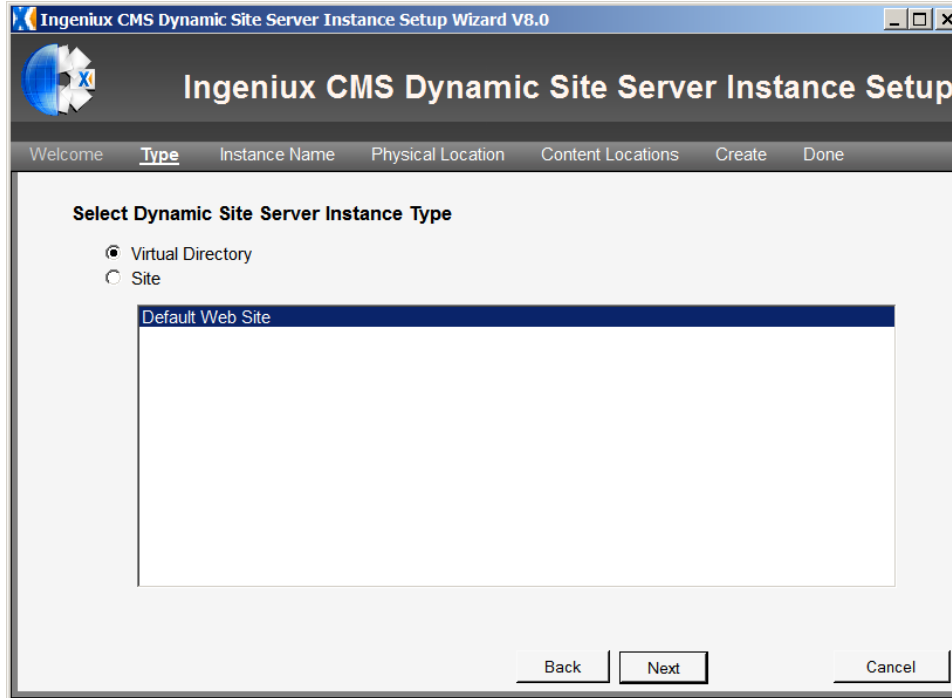 Ingeniux CMS Dynamic Site Server Instance Setup Wizard V8.0
Ingeniux CMS Dynamic Site Server Instance Setup
Welcome Type Instance Name Physical Location Content Locations Create Done
Select Dynamic Site Server Instance Type
Virtual Directory
Site
Default Web Site
Back Next Cancel